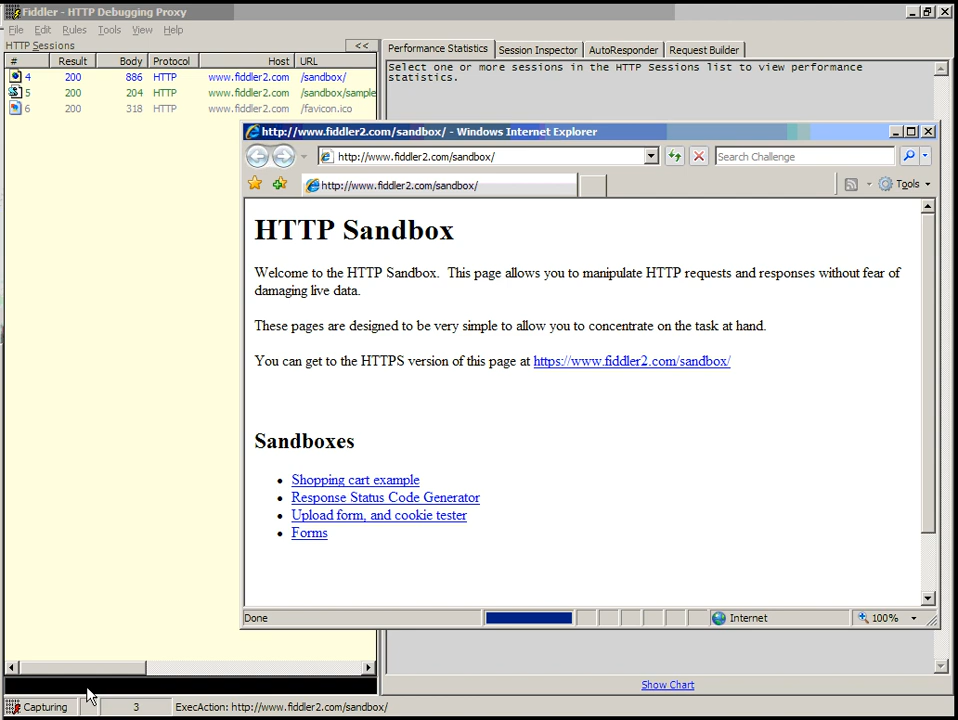 Fiddler - HTTP Debugging Proxy
File Edit Rules Tools View Help
HTTP Sessions <<
# Result Body Protocol Host URL
4 200 886 HTTP www.fiddler2.com /sandbox/
5 200 204 HTTP www.fiddler2.com /sandbox/sample
6 200 318 HTTP www.fiddler2.com /favicon.ico
Performance Statistics Session Inspector AutoResponder Request Builder
Select one or more sessions in the HTTP Sessions list to view performance
statistics.
http://www.fiddler2.com/sandbox/ - Windows Internet Explorer
http://www.fiddler2.com/sandbox/ Search Challenge
http://www.fiddler2.com/sandbox/ Tools
HTTP Sandbox
Welcome to the HTTP Sandbox. This page allows you to manipulate HTTP requests and responses without fear of
damaging live data.
These pages are designed to be very simple to allow you to concentrate on the task at hand.
You can get to the HTTPS version of this page at https://www.fiddler2.com/sandbox/
Sandboxes
Shopping cart example
Response Status Code Generator
Upload form, and cookie tester
Forms
Done Internet 100%
Show Chart
Capturing 3 ExecAction: http://www.fiddler2.com/sandbox/